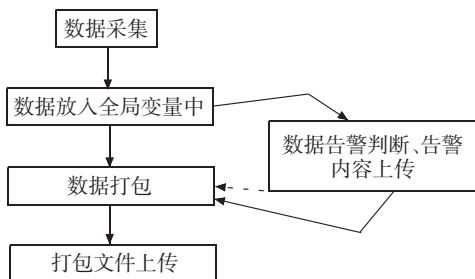 数据采集
数据放入全局变量中
数据告警判断、告警
内容上传
数据打包
打包文件上传